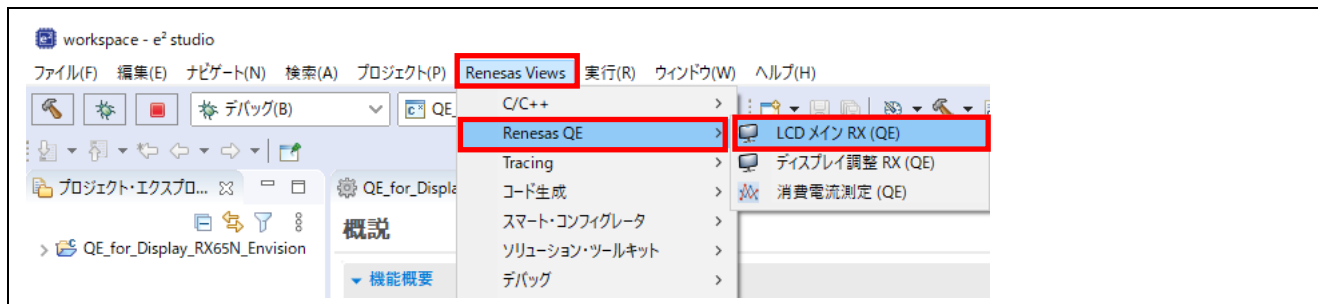 workspace - e² studio
ファイル(F) 編集(E) ナビゲート(N) 検索(A) プロジェクト(P) Renesas Views 実行(R) ウィンドウ(W) ヘルプ(H)
デバッグ(B)
QE_
C/C++
Renesas QE
Tracing
コード生成
スマート・コンフィグレータ
ソリューション・ツールキット
デバッグ
LCD メイン RX (QE)
ディスプレイ調整 RX (QE)
消費電流測定 (QE)
プロジェクト・エクスプロ...
QE_for_Display_RX65N_Envision
QE_for_Displa
概説
機能概要